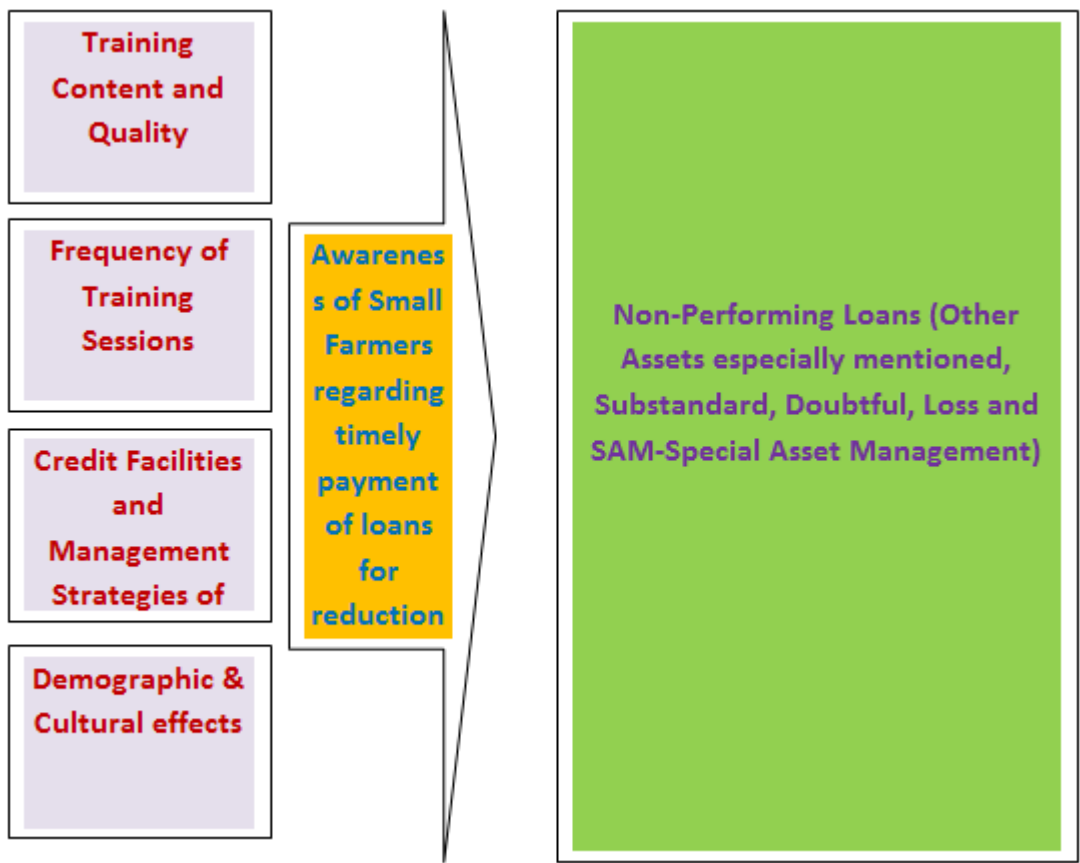 Training
Content and
Quality
Frequency of
Training
Sessions
Credit Facilities
and
Management
Strategies of
Demographic &
Cultural effects
Awarenes
s of Small
Farmers
regarding
timely
payment
of loans
for
reduction
Non-Performing Loans (Other
Assets especially mentioned,
Substandard, Doubtful, Loss and
SAM-Special Asset Management)